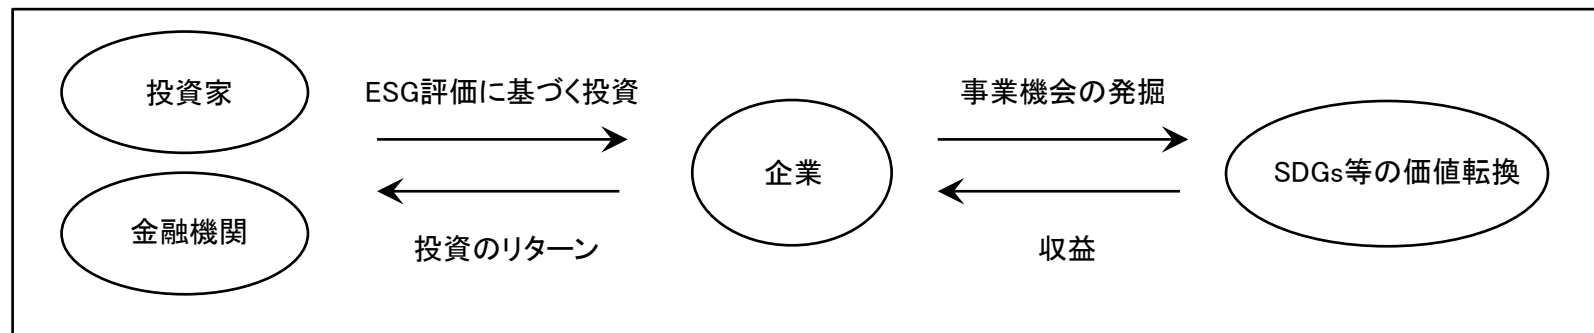 投資家
金融機関
ESG評価に基づく投資
投資のリターン
企業
事業機会の発掘
収益
SDGs等の価値転換